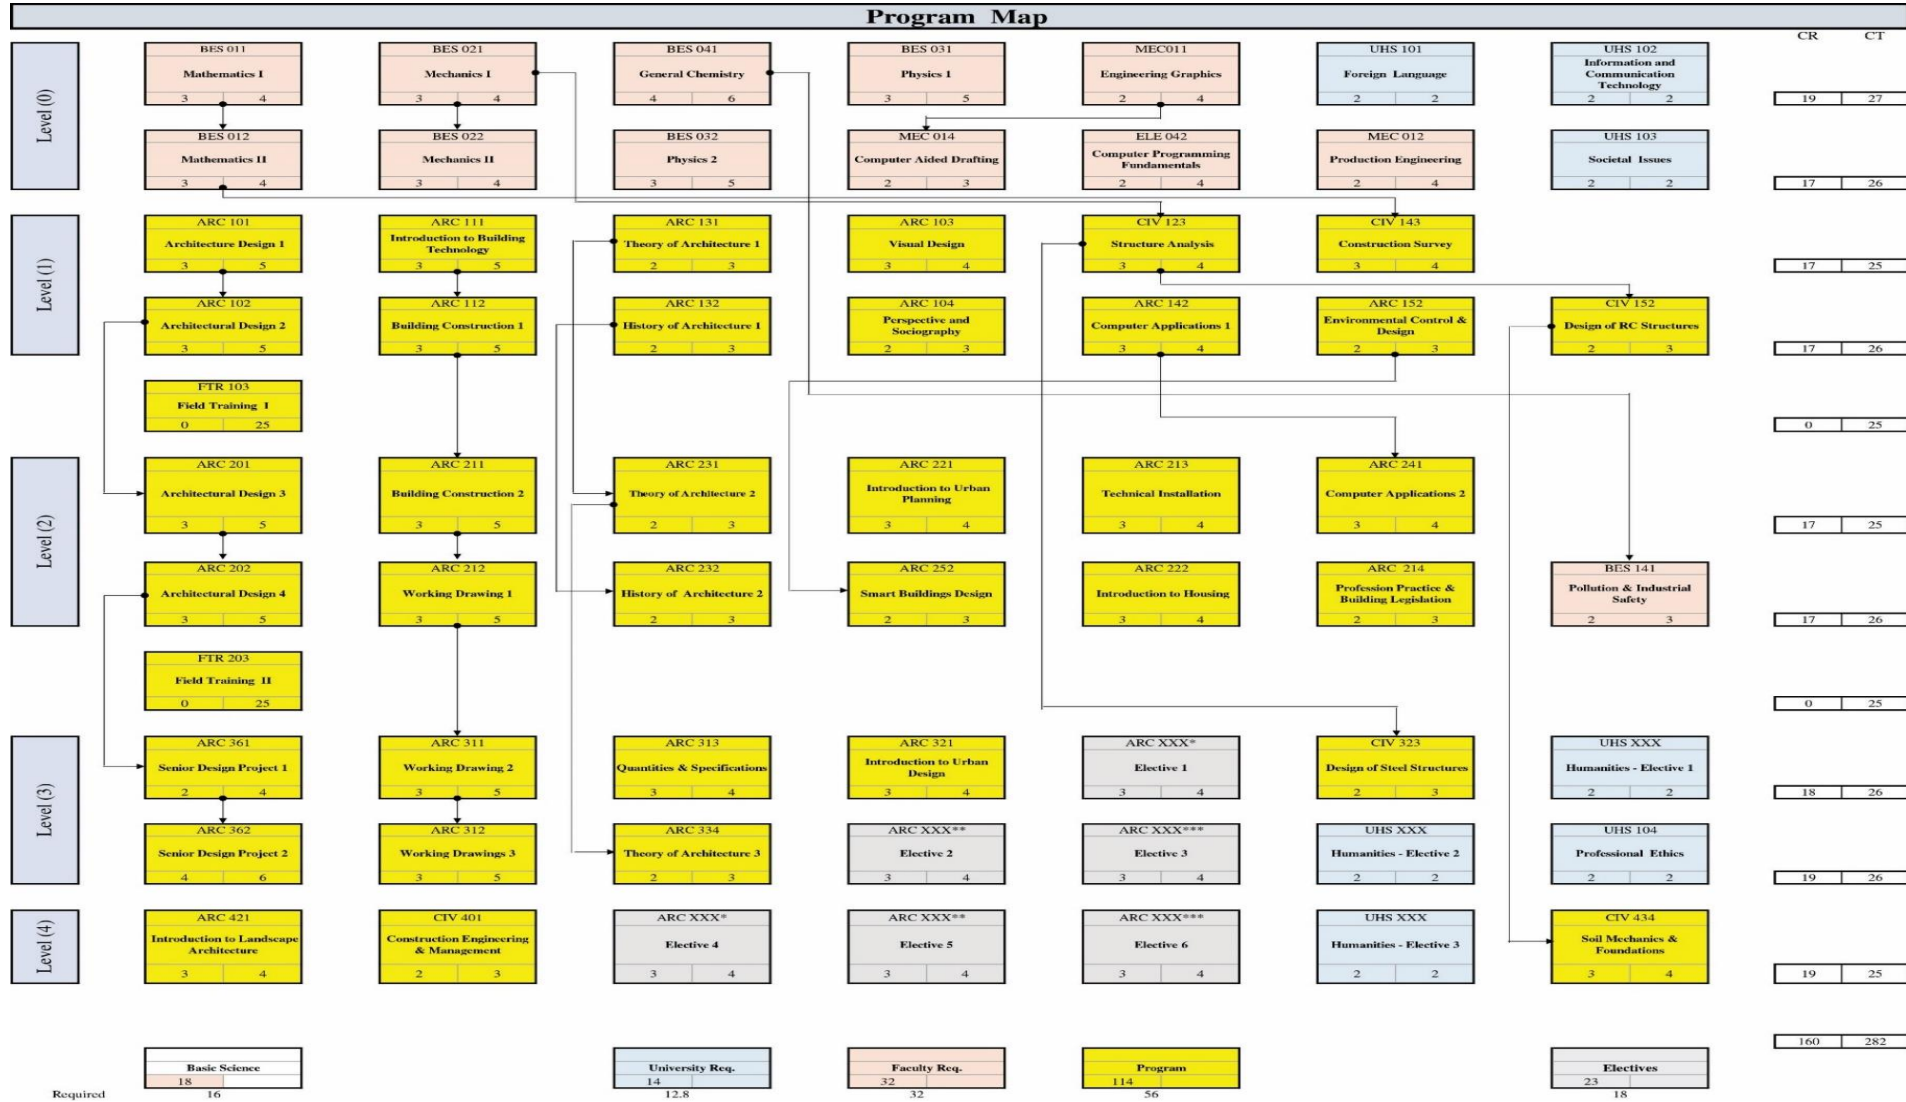 Program Map
CR CT
Level (0)
BES 011
Mathematics I
3 4
BES 021
Mechanics I
3 4
BES 041
General Chemistry
4 6
BES 031
Physics 1
3 5
MEC011
Engineering Graphics
2 4
UHS 101
Foreign Language
2 2
UHS 102
Information and
Communication
Technology
2 2
19 27
BES 012
Mathematics II
3 4
BES 022
Mechanics II
3 4
BES 032
Physics 2
3 5
MEC 014
Computer Aided Drafting
2 3
ELE 042
Computer Programming
Fundamentals
2 4
MEC 012
Production Engineering
2 4
UHS 103
Societal Issues
2 2
17 26
Level (1)
ARC 101
Architecture Design 1
3 5
ARC 111
Introduction to Building
Technology
3 5
ARC 131
Theory of Architecture 1
2 3
ARC 103
Visual Design
3 4
CIV 123
Structure Analysis
3 4
CIV 143
Construction Survey
3 4
17 25
ARC 102
Architectural Design 2
3 5
ARC 112
Building Construction 1
3 5
ARC 132
History of Architecture 1
2 3
ARC 104
Perspective and
Sociography
2 3
ARC 142
Computer Applications 1
3 4
ARC 152
Environmental Control &
Design
2 3
CIV 152
Design of RC Structures
2 3
17 26
FTR 103
Field Training I
0 25
0 25
Level (2)
ARC 201
Architectural Design 3
3 5
ARC 211
Building Construction 2
3 5
ARC 231
Theory of Architecture 2
2 3
ARC 221
Introduction to Urban
Planning
3 4
ARC 213
Technical Installation
3 4
ARC 241
Computer Applications 2
3 4
17 25
ARC 202
Architectural Design 4
3 5
ARC 212
Working Drawing 1
3 5
ARC 232
History of Architecture 2
2 3
ARC 252
Smart Buildings Design
2 3
ARC 222
Introduction to Housing
3 4
ARC 214
Profession Practice &
Building Legislation
2 3
BES 141
Pollution & Industrial
Safety
2 3
17 26
FTR 203
Field Training II
0 25
0 25
Level (3)
ARC 361
Senior Design Project 1
2 4
ARC 311
Working Drawing 2
3 5
ARC 313
Quantities & Specifications
3 4
ARC 321
Introduction to Urban
Design
3 4
ARC XXX*
Elective 1
3 4
CIV 323
Design of Steel Structures
2 3
UHS XXX
Humanities - Elective 1
2 2
18 26
ARC 362
Senior Design Project 2
4 6
ARC 312
Working Drawings 3
3 5
ARC 334
Theory of Architecture 3
2 3
ARC XXX**
Elective 2
3 4
ARC XXX***
Elective 3
3 4
UHS XXX
Humanities - Elective 2
2 2
UHS 104
Professional Ethics
2 2
19 26
Level (4)
ARC 421
Introduction to Landscape
Architecture
3 4
CIV 401
Construction Engineering
& Management
2 3
ARC XXX*
Elective 4
3 4
ARC XXX**
Elective 5
3 4
ARC XXX***
Elective 6
3 4
UHS XXX
Humanities - Elective 3
2 2
CIV 434
Soil Mechanics &
Foundations
3 4
19 25
160 282
Basic Science
18
University Req.
14
Faculty Req.
32
Program
114
Electives
23
Required 16 12.8 32 56 18